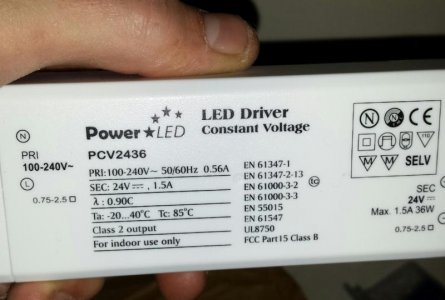 LED Driver
Power LED
Constant Voltage
N
PCV2436
PRI
100-240V~
PRI:100-240V~ 50/60Hz 0.56A
SEC: 24V⎓, 1.5A
λ : 0.90C
Ta: -20...40°C Tc: 85°C
Class 2 output
For indoor use only
L
0.75-2.5
EN 61347-1
EN 61347-2-13
EN 61000-3-2
EN 61000-3-3
EN 55015
EN 61547
UL8750
FCC Part15 Class B
tc
N
CE
110
M
M
SELV
SEC
24V⎓
Max. 1.5A 36W
0.75-2.5